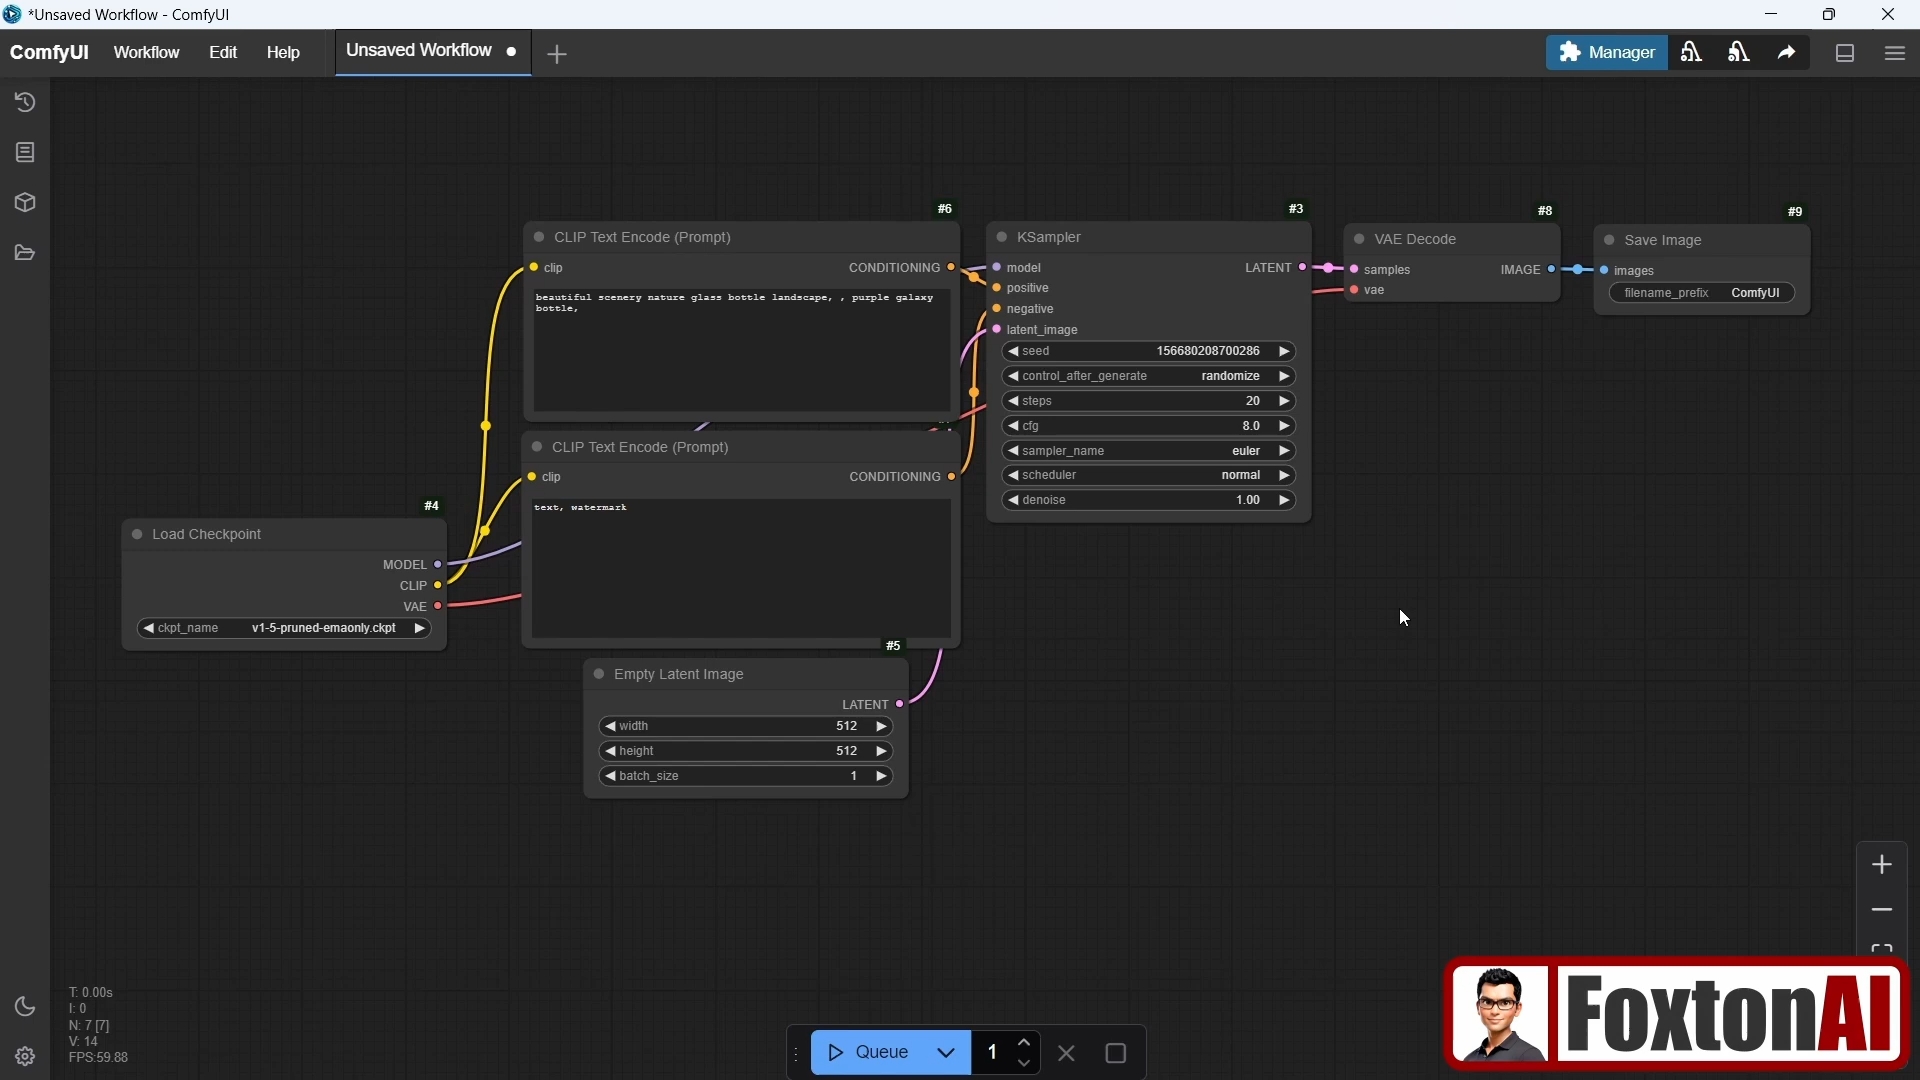 *Unsaved Workflow - ComfyUI
ComfyUI Workflow Edit Help Unsaved Workflow
Manager
#6
CLIP Text Encode (Prompt)
clip CONDITIONING
beautiful scenery nature glass bottle landscape, , purple galaxy
bottle,
CLIP Text Encode (Prompt)
clip CONDITIONING
text, watermark
#4
Load Checkpoint
MODEL
CLIP
VAE
ckpt_name v1-5-pruned-emaonly.ckpt
#5
Empty Latent Image
LATENT
width 512
height 512
batch_size 1
#3
KSampler
model LATENT
positive
negative
latent_image
seed 156680208700286
control_after_generate randomize
steps 20
cfg 8.0
sampler_name euler
scheduler normal
denoise 1.00
#8
VAE Decode
samples IMAGE
vae
#9
Save Image
images
filename_prefix ComfyUI
T: 0.00s
I: 0
N: 7 [7]
V: 14
FPS:59.88
Queue 1
FoxtonAI